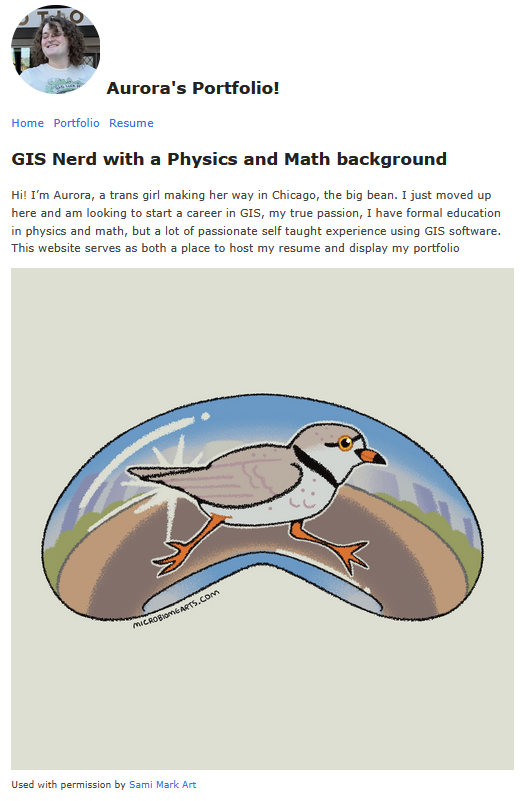 Aurora's Portfolio!
Home Portfolio Resume
GIS Nerd with a Physics and Math background
Hi! I’m Aurora, a trans girl making her way in Chicago, the big bean. I just moved up
here and am looking to start a career in GIS, my true passion, I have formal education
in physics and math, but a lot of passionate self taught experience using GIS software.
This website serves as both a place to host my resume and display my portfolio
MICROBIOMEARTS.COM
Used with permission by Sami Mark Art